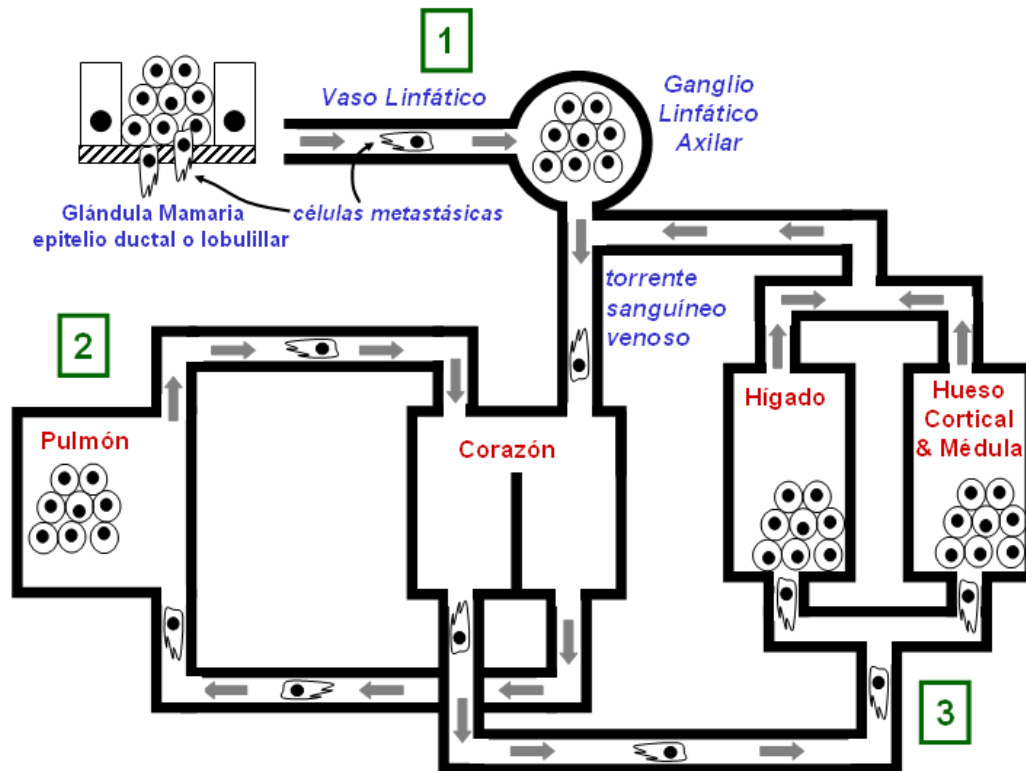 1
Vaso Linfático
Ganglio
Linfático
Axilar
Glándula Mamaria
epitelio ductal o lobulillar
células metastásicas
torrente
sanguíneo
venoso
2
Pulmón
Corazón
Hígado
Hueso
Cortical
& Médula
3